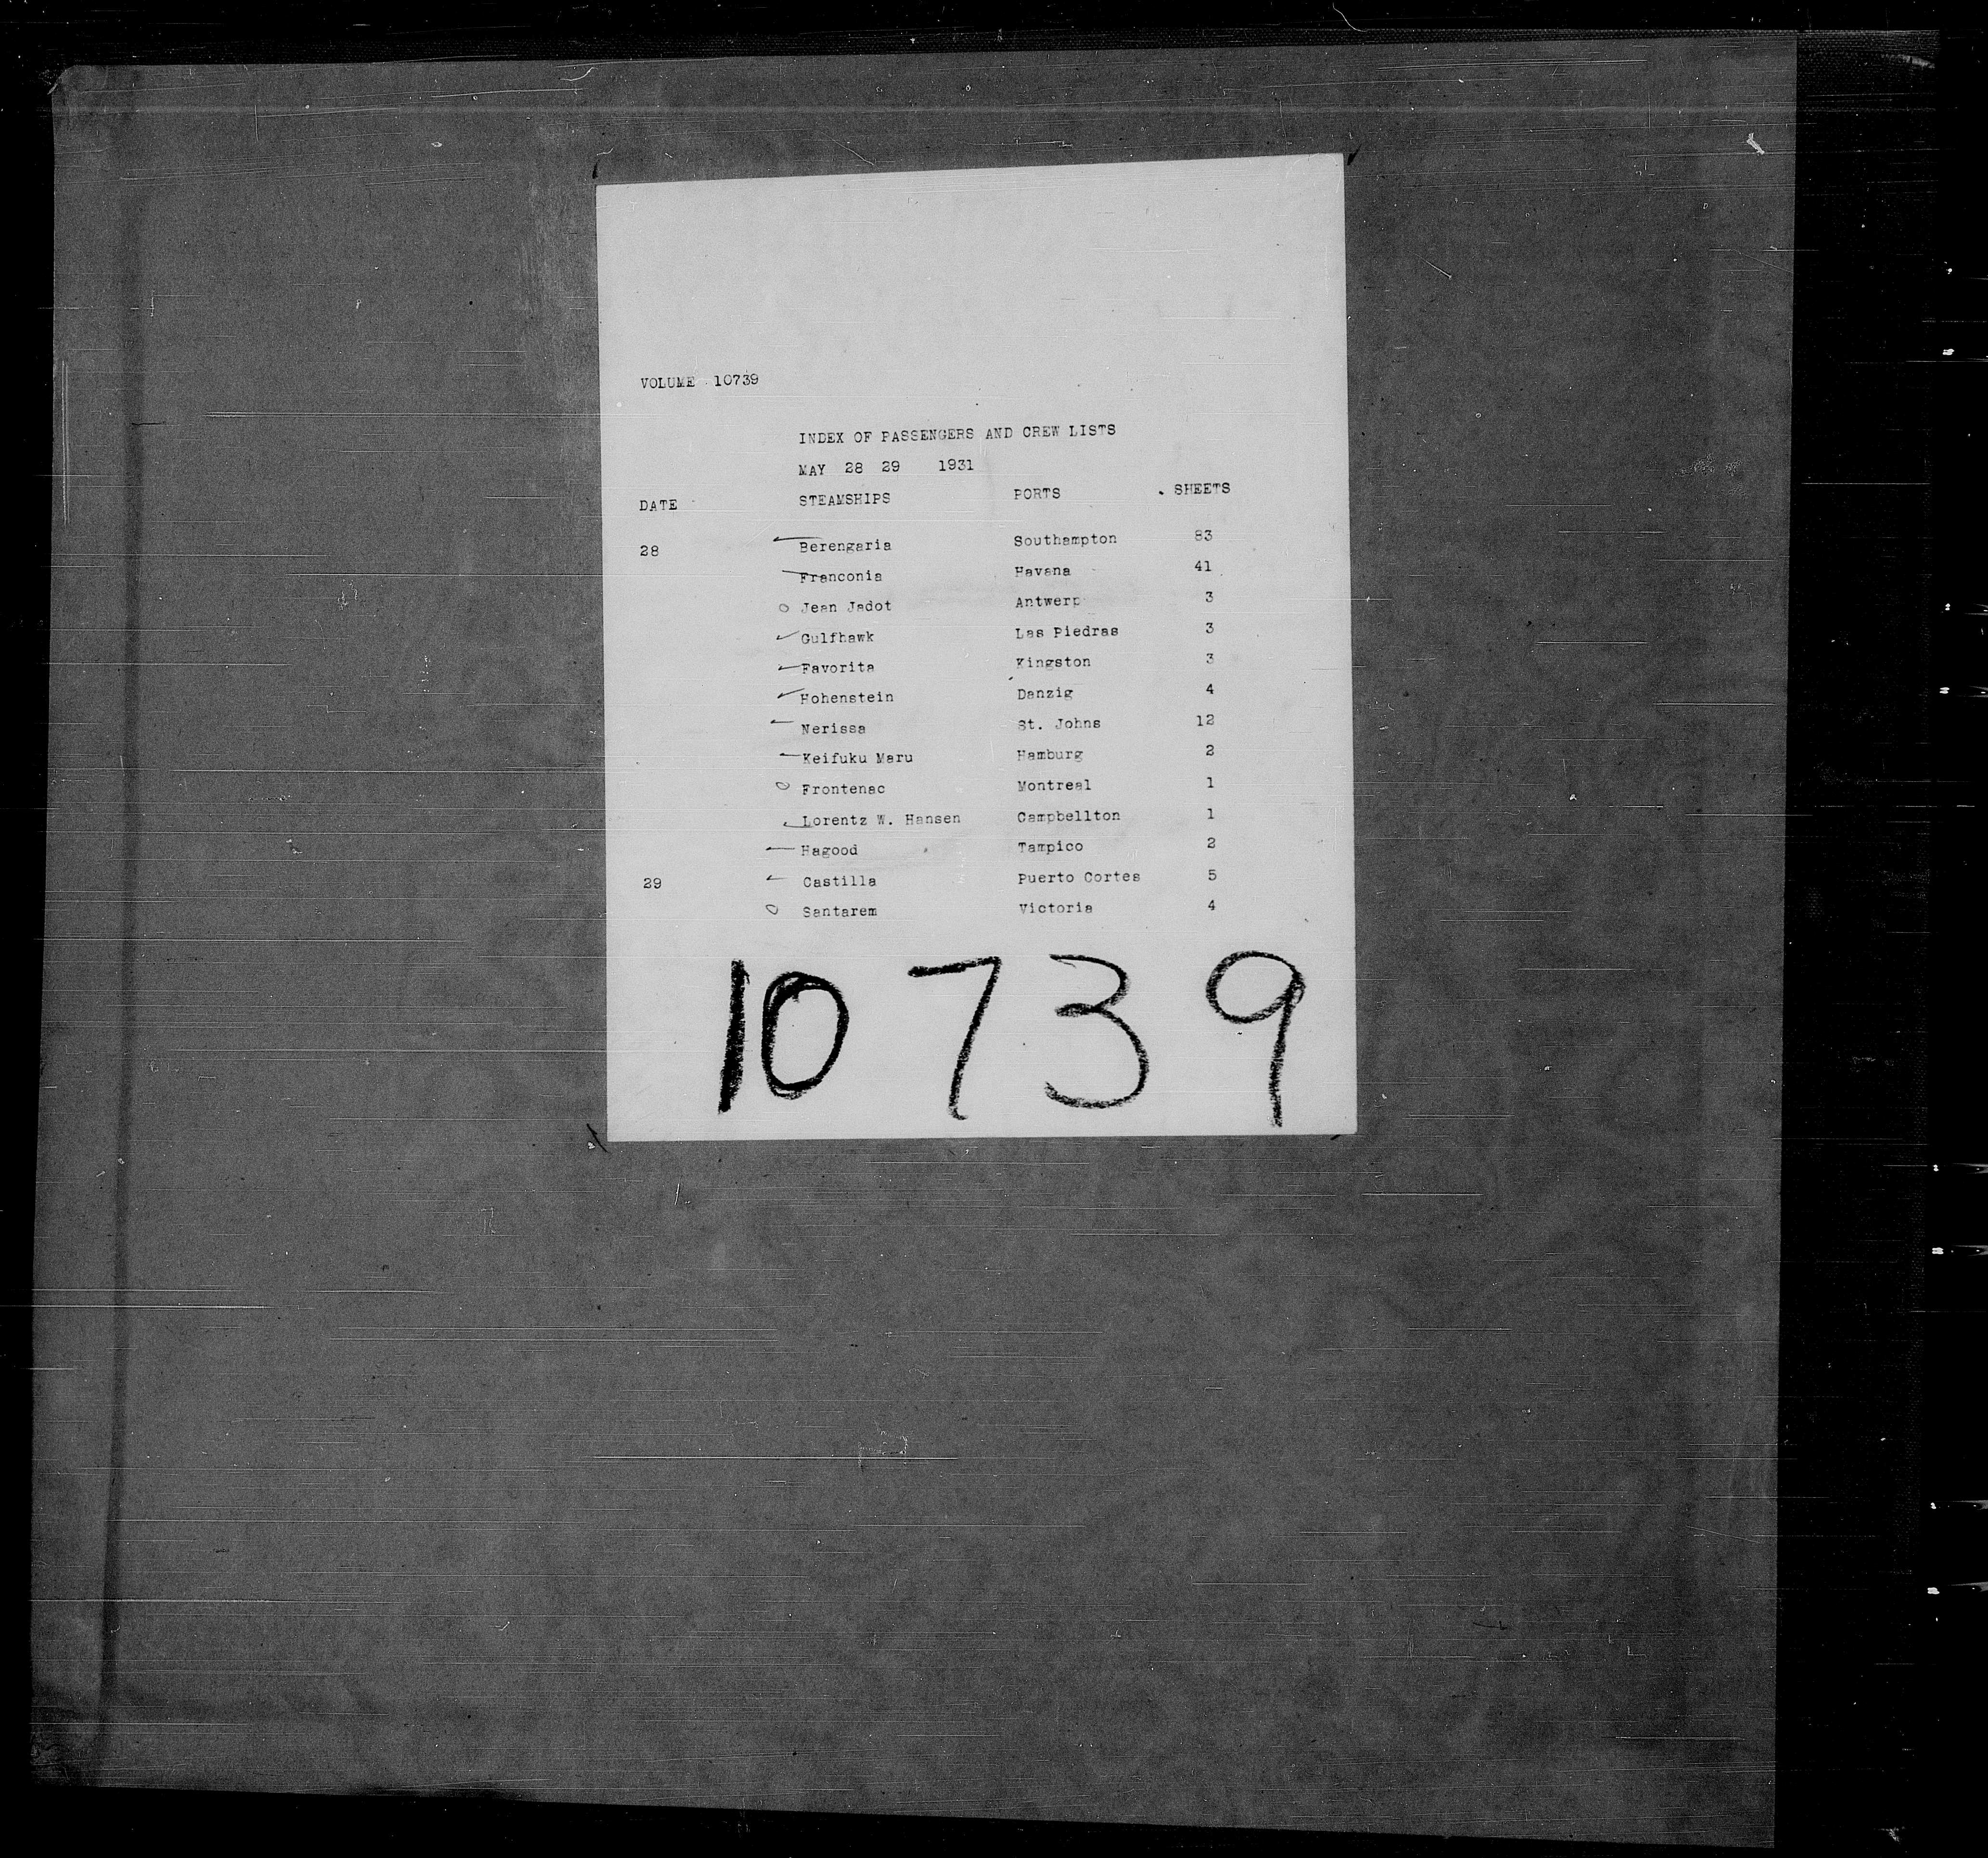 VOLUME 10739
INDEX OF PASSENGERS AND CREW LISTS
MAY 28 29 1931
DATE STEAMSHIPS PORTS SHEETS
28 Berengaria Southampton 83
Franconia Havana 41
Jean Jadot Antwerp 3
Gulfhawk Las Piedras 3
Favorita Kingston 3
Hohenstein Danzig 4
Nerissa St. Johns 12
Keifuku Maru Hamburg 2
Frontenac Montreal 1
Lorentz W. Hansen Campbellton 1
Hagood Tampico 2
29 Castilla Puerto Cortes 5
Santarem Victoria 4
10739